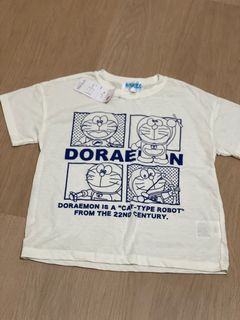 DORAEMON
DORAEMON IS A "CAT-TYPE ROBOT"
FROM THE 22ND CENTURY.